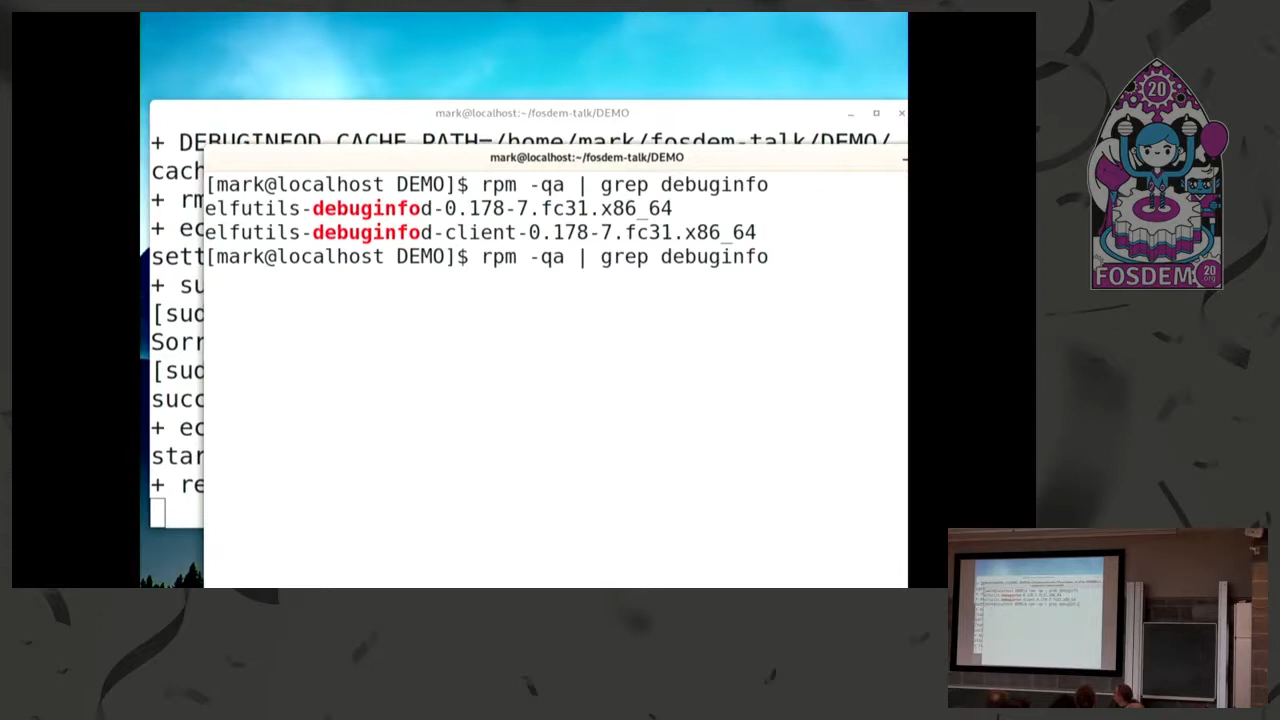 mark@localhost:~/fosdem-talk/DEMO
+ DEBUGINFOD_CACHE_PATH=/home/mark/fosdem-talk/DEMO/
cach
+ rm
+ ec
sett
+ su
[sud
Sorr
[sud
succ
+ ec
star
+ re
mark@localhost:~/fosdem-talk/DEMO
[mark@localhost DEMO]$ rpm -qa | grep debuginfo
elfutils-debuginfod-0.178-7.fc31.x86_64
elfutils-debuginfod-client-0.178-7.fc31.x86_64
[mark@localhost DEMO]$ rpm -qa | grep debuginfo
20
FOSDEM
20
.org